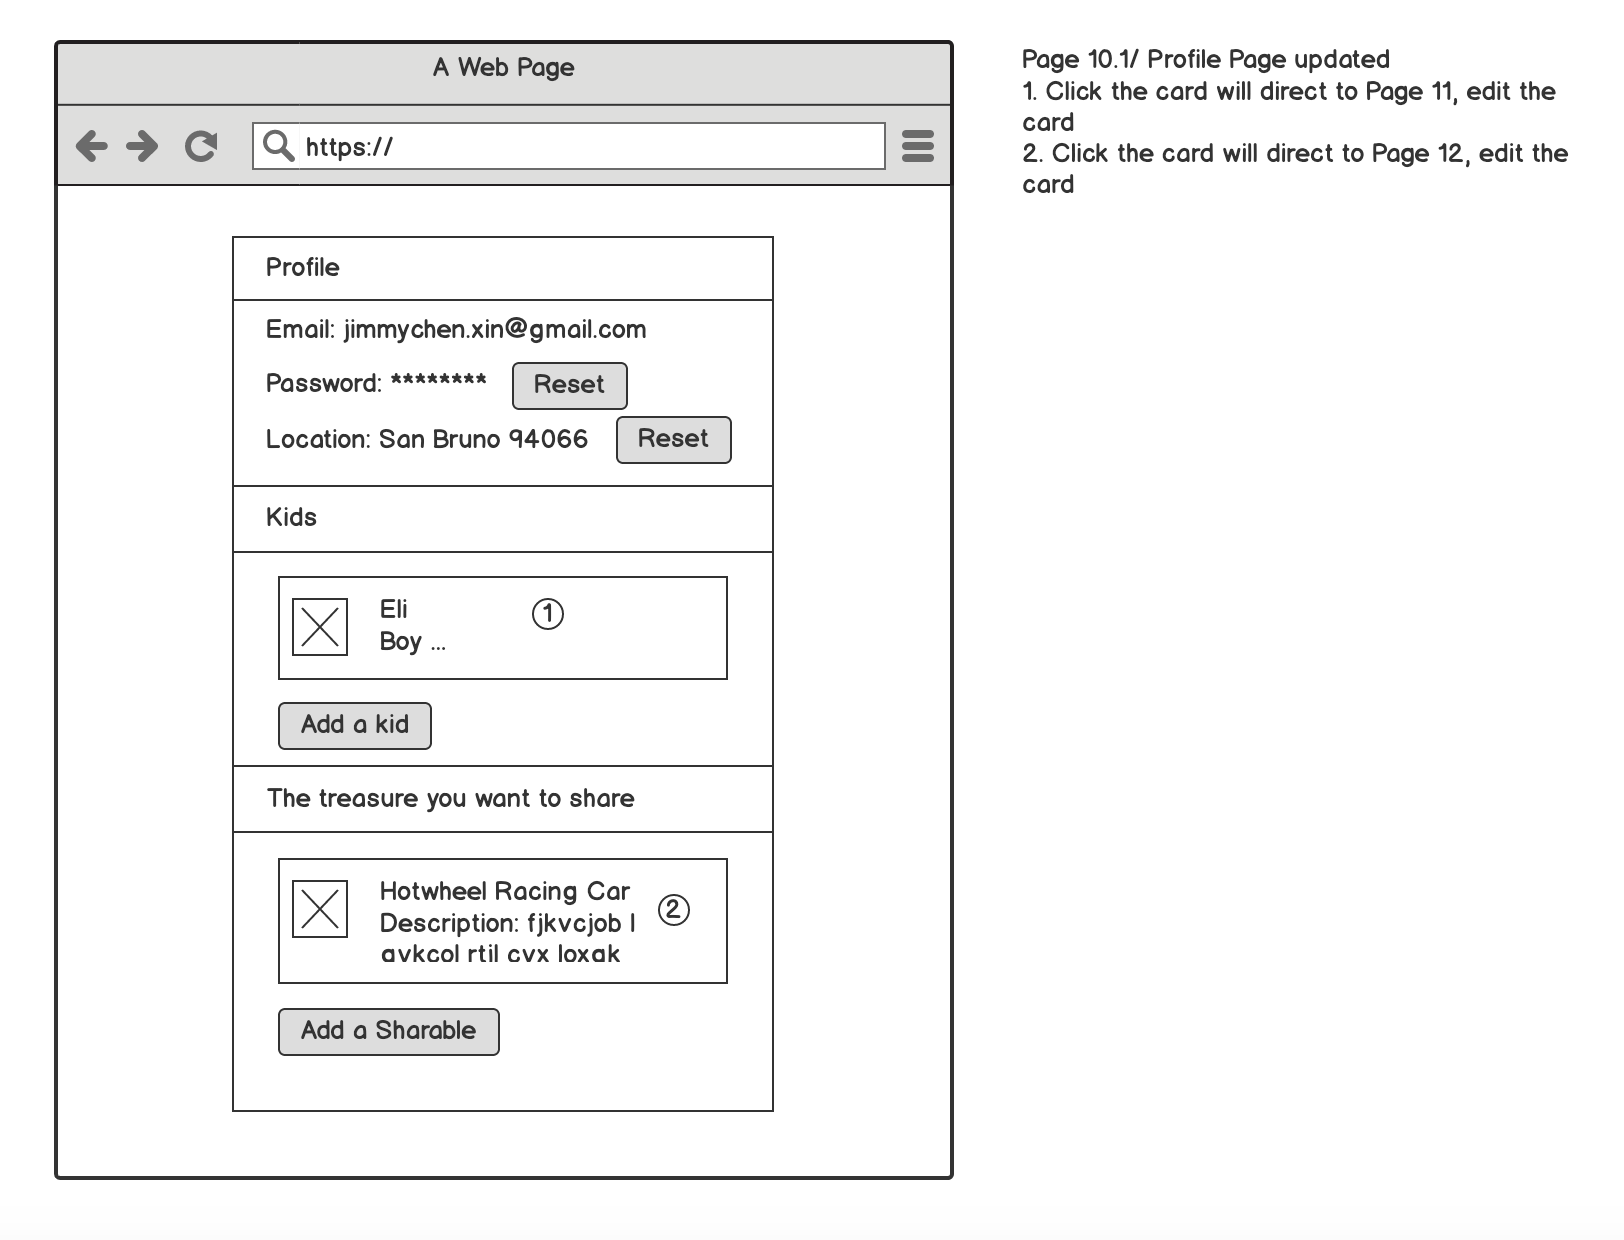 A Web Page
https://
Profile
Email: jimmychen.xin@gmail.com
Password: ********
Reset
Location: San Bruno 94066
Reset
Kids
Eli
Boy ...
1
Add a kid
The treasure you want to share
Hotwheel Racing Car
Description: fjkvcjob l
avkcol rtil cvx loxak
2
Add a Sharable
Page 10.1/ Profile Page updated
1. Click the card will direct to Page 11, edit the
card
2. Click the card will direct to Page 12, edit the
card